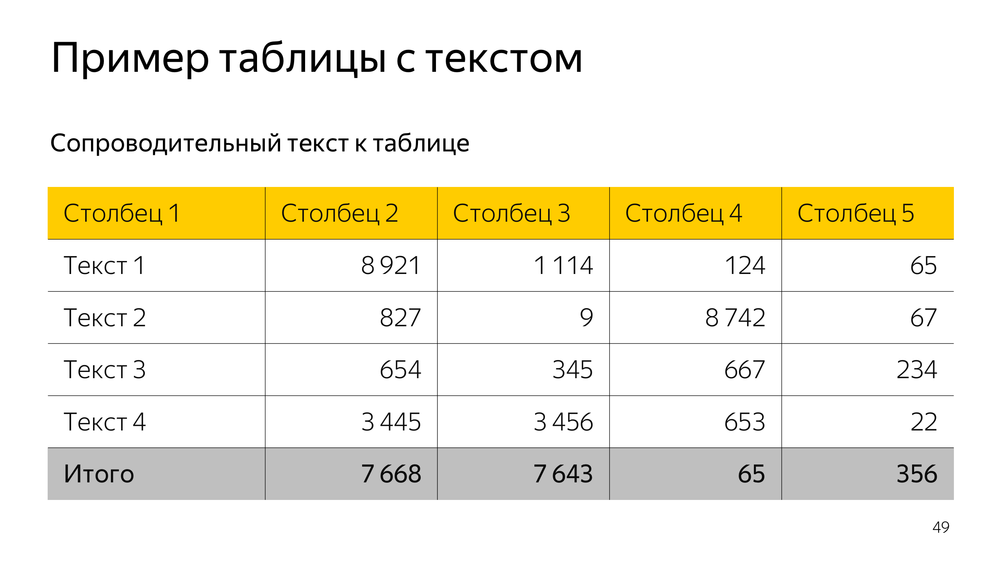 Пример таблицы с текстом
Сопроводительный текст к таблице
Столбец 1 Столбец 2 Столбец 3 Столбец 4 Столбец 5
Текст 1 8 921 1 114 124 65
Текст 2 827 9 8 742 67
Текст 3 654 345 667 234
Текст 4 3 445 3 456 653 22
Итого 7 668 7 643 65 356
49